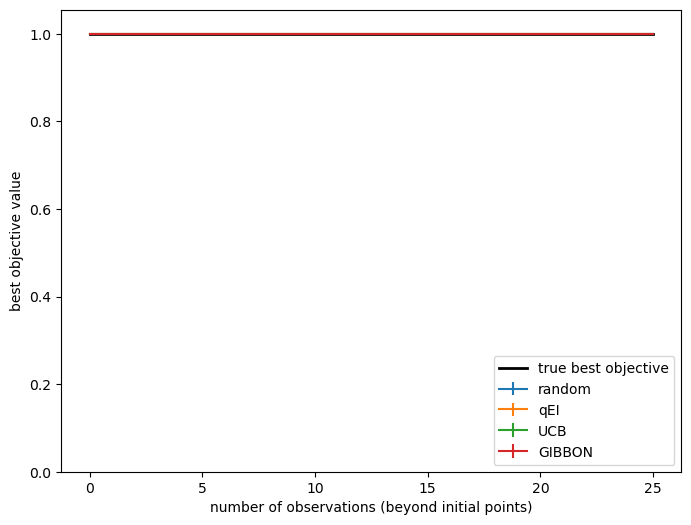 1.0
0.8
0.6
0.4
0.2
0.0
best objective value
true best objective
random
qEI
UCB
GIBBON
0 5 10 15 20 25
number of observations (beyond initial points)